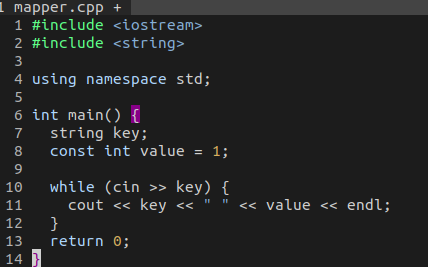 1 mapper.cpp +
1 #include <iostream>
2 #include <string>
3
4 using namespace std;
5
6 int main() {
7   string key;
8   const int value = 1;
9
10   while (cin >> key) {
11     cout << key << " " << value << endl;
12   }
13   return 0;
14 }